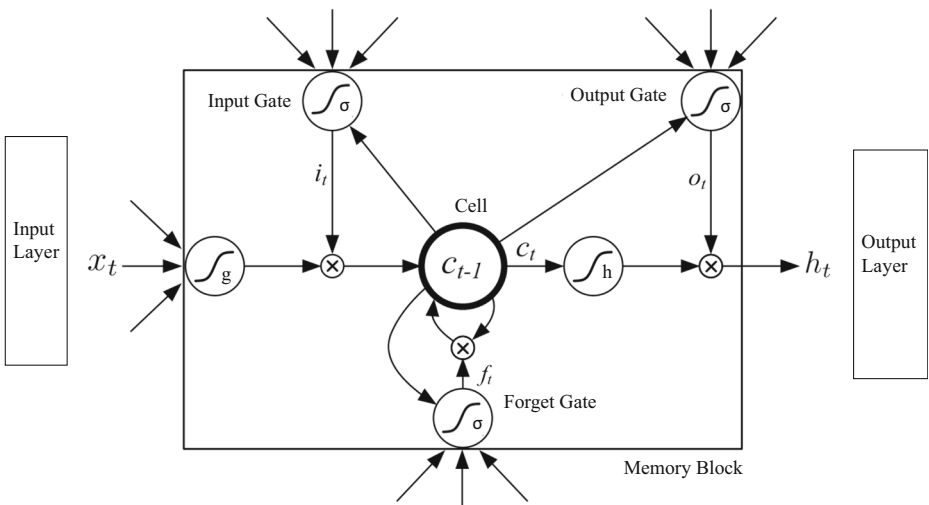 Input Gate
σ
Output Gate
σ
i_t
o_t
Cell
Input
Layer
x_t
g
c_{t-1}
c_t
h
h_t
Output
Layer
f_t
Forget Gate
σ
Memory Block